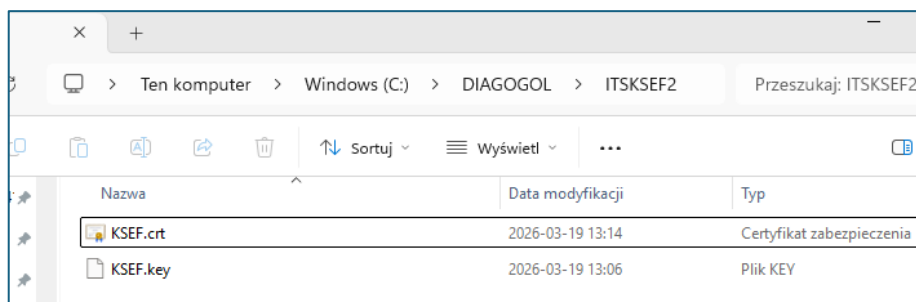 Ten komputer > Windows (C:) > DIAGOGOL > ITSKSEF2 Przeszukaj: ITSKSEF2
Sortuj Wyświetl ...
Nazwa Data modyfikacji Typ
KSEF.crt 2026-03-19 13:14 Certyfikat zabezpieczenia
KSEF.key 2026-03-19 13:06 Plik KEY